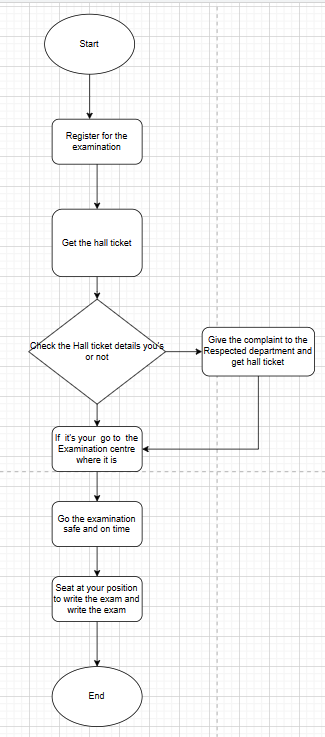 Start
Register for the
examination
Get the hall ticket
Check the Hall ticket details you's
or not
Give the complaint to the
Respected department and
get hall ticket
If it's your go to the
Examination centre
where it is
Go the examination
safe and on time
Seat at your position
to write the exam and
write the exam
End